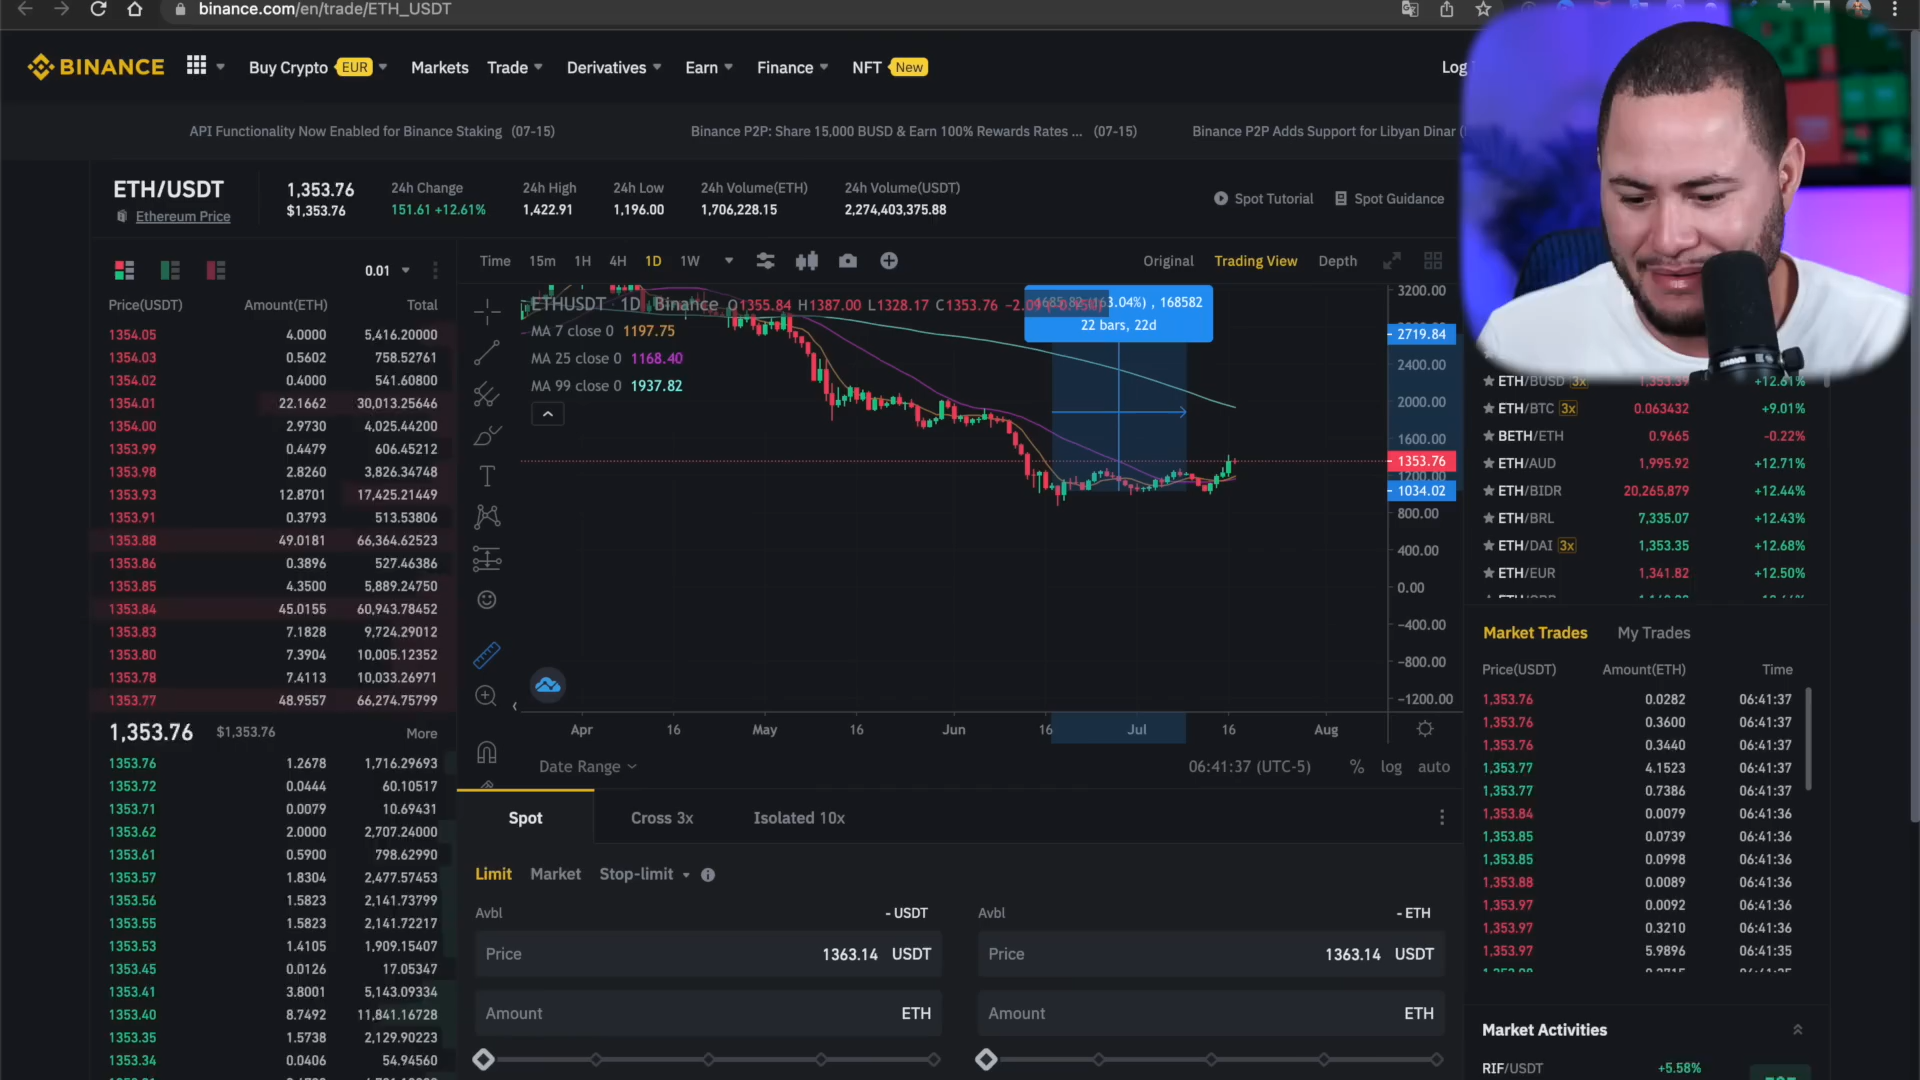 binance.com/en/trade/ETH_USDT
BINANCE
Buy Crypto EUR
Markets
Trade
Derivatives
Earn
Finance
NFT New
Log
API Functionality Now Enabled for Binance Staking (07-15)
Binance P2P: Share 15,000 BUSD & Earn 100% Rewards Rates ... (07-15)
Binance P2P Adds Support for Libyan Dinar
ETH/USDT
Ethereum Price
1,353.76
$1,353.76
24h Change
151.61 +12.61%
24h High
1,422.91
24h Low
1,196.00
24h Volume(ETH)
1,706,228.15
24h Volume(USDT)
2,274,403,375.88
Spot Tutorial
Spot Guidance
0.01
Price(USDT) Amount(ETH) Total
1354.05 4.0000 5,416.20000
1354.03 0.5602 758.52761
1354.02 0.4000 541.60800
1354.01 22.1662 30,013.25646
1354.00 2.9730 4,025.44200
1353.99 0.4479 606.45212
1353.98 2.8260 3,826.34748
1353.93 12.8701 17,425.21449
1353.91 0.3793 513.53806
1353.88 49.0181 66,364.62523
1353.86 0.3896 527.46386
1353.85 4.3500 5,889.24750
1353.84 45.0155 60,943.78452
1353.83 7.1828 9,724.29012
1353.80 7.3904 10,005.12352
1353.78 7.4113 10,033.26971
1353.77 48.9557 66,274.75799
1,353.76 $1,353.76 More
1353.76 1.2678 1,716.29693
1353.72 0.0444 60.10517
1353.71 0.0079 10.69431
1353.62 2.0000 2,707.24000
1353.61 0.5900 798.62990
1353.57 1.8304 2,477.57453
1353.56 1.5823 2,141.73799
1353.55 1.5823 2,141.72217
1353.53 1.4105 1,909.15407
1353.45 0.0126 17.05347
1353.41 3.8001 5,143.09334
1353.40 8.7492 11,841.16728
1353.35 1.5738 2,129.90223
1353.34 0.0406 54.94560
Time 15m 1H 4H 1D 1W
Original Trading View Depth
ETHUSDT · 1D · Binance O1355.84 H1387.00 L1328.17 C1353.76
, 168582
22 bars, 22d
MA 7 close 0 1197.75
MA 25 close 0 1168.40
MA 99 close 0 1937.82
3200.00
2719.84
2400.00
2000.00
1600.00
1353.76
1200.00
1034.02
800.00
400.00
0.00
-400.00
-800.00
-1200.00
Apr 16 May 16 Jun 16 Jul 16 Aug
Date Range
06:41:37 (UTC-5) % log auto
Spot Cross 3x Isolated 10x
Limit Market Stop-limit
Avbl - USDT
Price 1363.14 USDT
Amount ETH
Avbl - ETH
Price 1363.14 USDT
Amount ETH
ETH/BUSD 3x 1,353.39 +12.61%
ETH/BTC 3x 0.063432 +9.01%
BETH/ETH 0.9665 -0.22%
ETH/AUD 1,995.92 +12.71%
ETH/BIDR 20,265,879 +12.44%
ETH/BRL 7,335.07 +12.43%
ETH/DAI 3x 1,353.35 +12.68%
ETH/EUR 1,341.82 +12.50%
Market Trades My Trades
Price(USDT) Amount(ETH) Time
1,353.76 0.0282 06:41:37
1,353.76 0.3600 06:41:37
1,353.76 0.3440 06:41:37
1,353.77 4.1523 06:41:37
1,353.77 0.7386 06:41:37
1,353.84 0.0079 06:41:36
1,353.85 0.0739 06:41:36
1,353.85 0.0998 06:41:36
1,353.88 0.0089 06:41:36
1,353.97 0.0092 06:41:36
1,353.97 0.3210 06:41:36
1,353.97 5.9896 06:41:35
Market Activities
RIF/USDT +5.58%